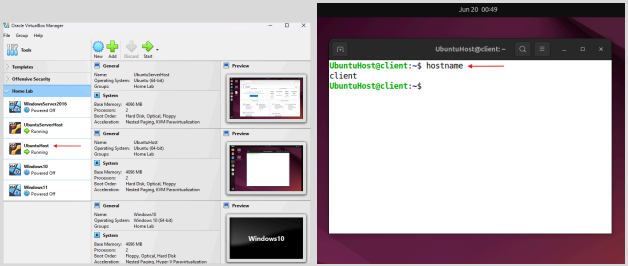 Oracle VirtualBox Manager
File Group Help
Tools
New Add Discard Start
Templates
Offensive Security
Home Lab
WindowsServer2016
Powered Off
UbuntuServerHost
Running
UbuntuHost
Running
Windows10
Powered Off
Windows11
Powered Off
General
Name: UbuntuServerHost
Operating System: Ubuntu (64-bit)
Groups: Home Lab
System
Base Memory: 4096 MB
Processors: 2
Boot Order: Hard Disk, Optical, Floppy
Acceleration: Nested Paging, KVM Paravirtualization
Preview
General
Name: UbuntuHost
Operating System: Ubuntu (64-bit)
Groups: Home Lab
System
Base Memory: 4096 MB
Processors: 2
Boot Order: Hard Disk, Optical, Floppy
Acceleration: Nested Paging, KVM Paravirtualization
Preview
General
Name: Windows10
Operating System: Windows 10 (64-bit)
Groups: Home Lab
System
Base Memory: 4096 MB
Processors: 2
Boot Order: Floppy, Optical, Hard Disk
Acceleration: Nested Paging, Hyper-V Paravirtualization
Preview
Windows10
Jun 20 00:49
UbuntuHost@client: ~
UbuntuHost@client:~$ hostname
client
UbuntuHost@client:~$